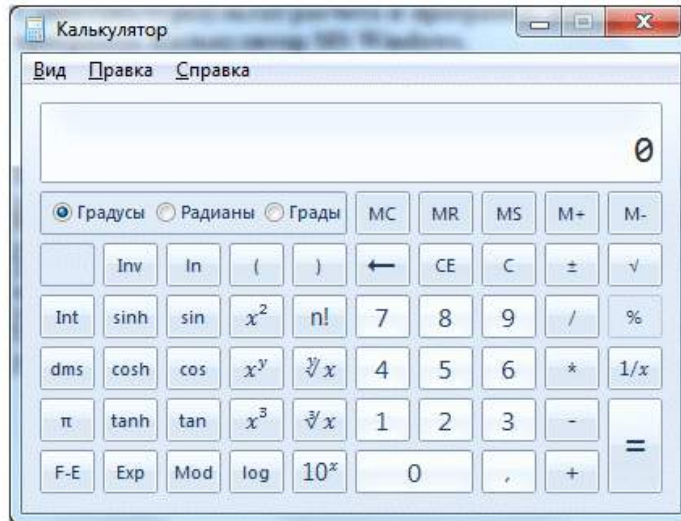 Калькулятор
Вид Правка Справка
0
Градусы Радианы Грады MC MR MS M+ M-
Inv ln ( ) ← CE C ± √
Int sinh sin x² n! 7 8 9 / %
dms cosh cos xʸ ʸ√x 4 5 6 * 1/x
π tanh tan x³ ³√x 1 2 3 - =
F-E Exp Mod log 10ˣ 0 , +